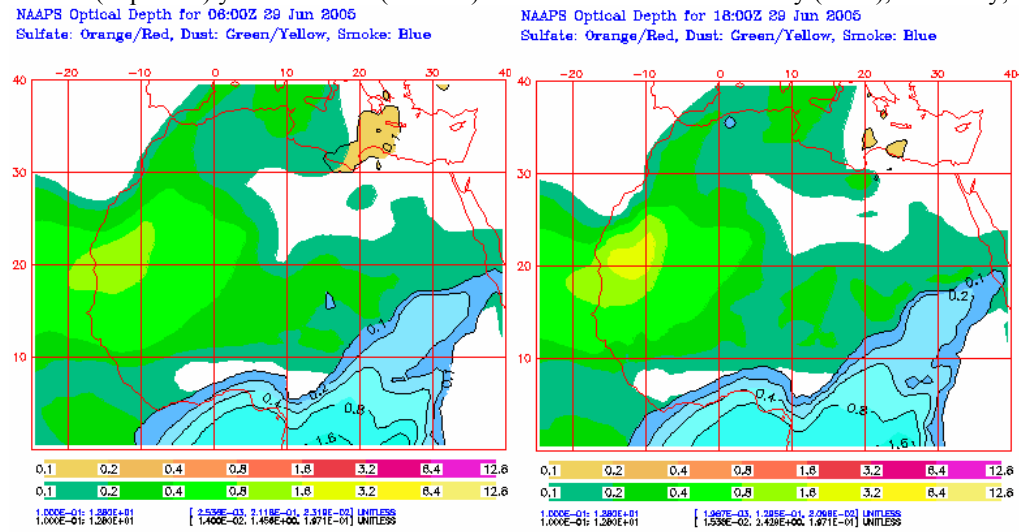 NAAPS Optical Depth for 06:00Z 29 Jun 2005
Sulfate: Orange/Red, Dust: Green/Yellow, Smoke: Blue
-20 -10 0 10 20 30 40
40
30
20
10
0.1
0.2
0.4
0.8
1.6
0.1 0.2 0.4 0.8 1.6 3.2 6.4 12.8
0.1 0.2 0.4 0.8 1.6 3.2 6.4 12.8
NAAPS Optical Depth for 18:00Z 29 Jun 2005
Sulfate: Orange/Red, Dust: Green/Yellow, Smoke: Blue
-20 -10 0 10 20 30 40
40
30
20
10
0.1
0.2
0.4
0.8
1.6
0.1 0.2 0.4 0.8 1.6 3.2 6.4 12.8
0.1 0.2 0.4 0.8 1.6 3.2 6.4 12.8